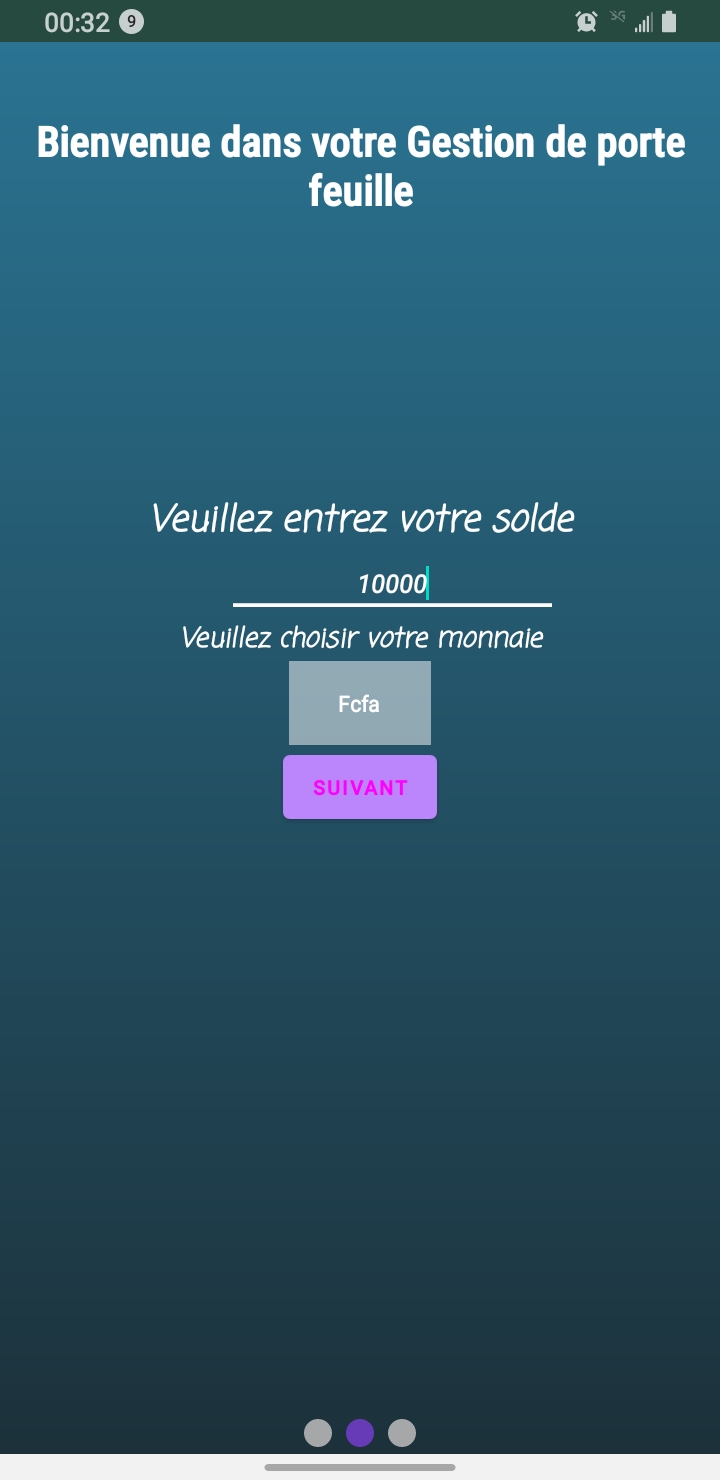 00:32 9
3G
Bienvenue dans votre Gestion de porte
feuille
Veuillez entrez votre solde
10000
Veuillez choisir votre monnaie
Fcfa
SUIVANT